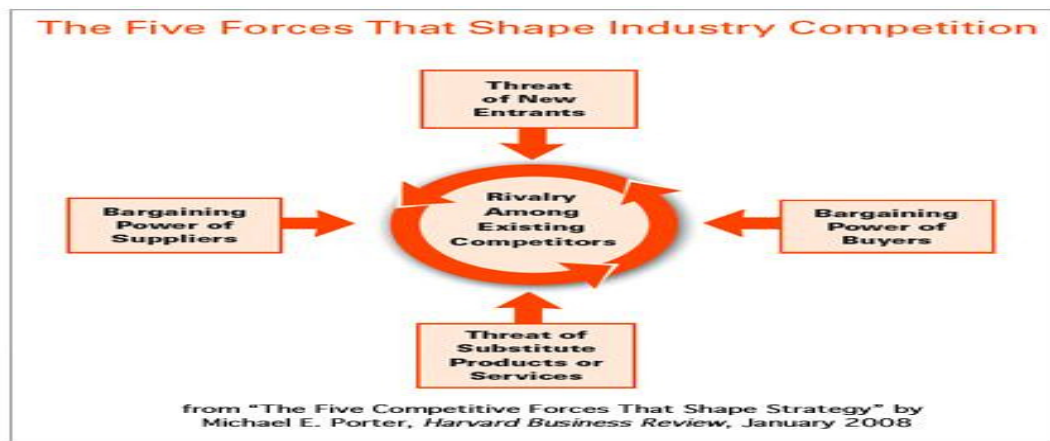 The Five Forces That Shape Industry Competition
Threat
of New
Entrants
Bargaining
Power of
Suppliers
Rivalry
Among
Existing
Competitors
Bargaining
Power of
Buyers
Threat of
Substitute
Products or
Services
from "The Five Competitive Forces That Shape Strategy" by
Michael E. Porter, Harvard Business Review, January 2008